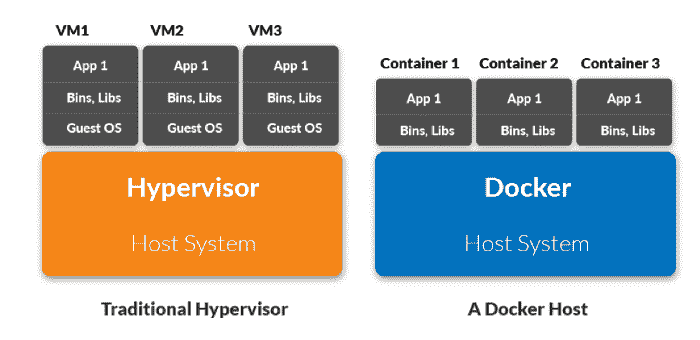 VM1
VM2
VM3
App 1
App 1
App 1
Bins, Libs
Bins, Libs
Bins, Libs
Guest OS
Guest OS
Guest OS
Hypervisor
Host System
Traditional Hypervisor
Container 1
Container 2
Container 3
App 1
App 1
App 1
Bins, Libs
Bins, Libs
Bins, Libs
Docker
Host System
A Docker Host